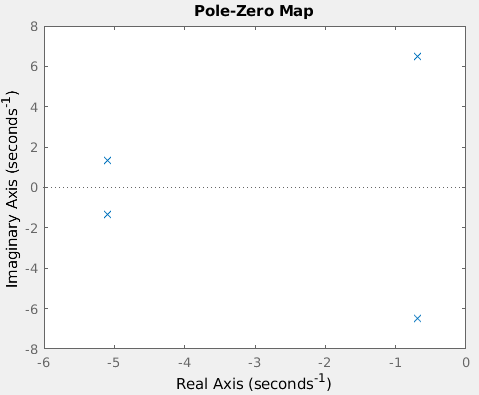 Pole-Zero Map
8
6
4
2
0
-2
-4
-6
-8
Imaginary Axis (seconds⁻¹)
-6 -5 -4 -3 -2 -1 0
Real Axis (seconds⁻¹)